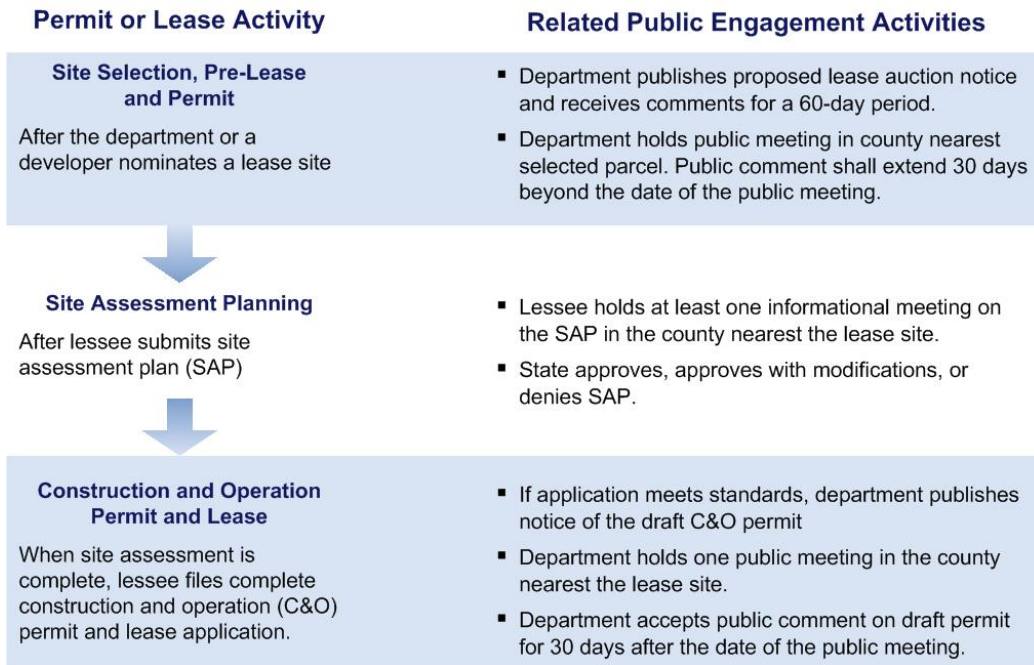 Permit or Lease Activity
Related Public Engagement Activities
Site Selection, Pre-Lease
and Permit
After the department or a
developer nominates a lease site
▪ Department publishes proposed lease auction notice
and receives comments for a 60-day period.
▪ Department holds public meeting in county nearest
selected parcel. Public comment shall extend 30 days
beyond the date of the public meeting.
Site Assessment Planning
After lessee submits site
assessment plan (SAP)
▪ Lessee holds at least one informational meeting on
the SAP in the county nearest the lease site.
▪ State approves, approves with modifications, or
denies SAP.
Construction and Operation
Permit and Lease
When site assessment is
complete, lessee files complete
construction and operation (C&O)
permit and lease application.
▪ If application meets standards, department publishes
notice of the draft C&O permit
▪ Department holds one public meeting in the county
nearest the lease site.
▪ Department accepts public comment on draft permit
for 30 days after the date of the public meeting.